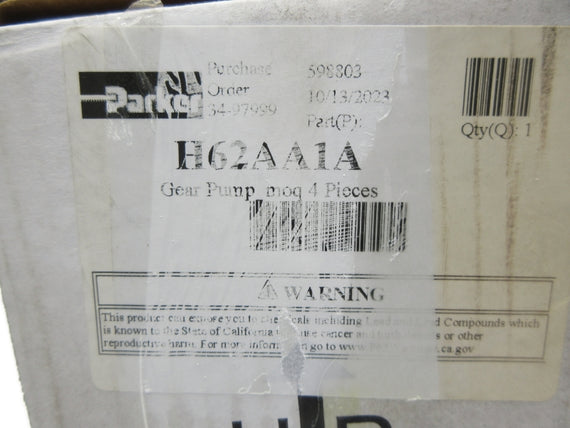 Parker
Purchase 598803
Order 10/13/2023
34-97999 Part(P):
Qty(Q): 1
H62AA1A
Gear Pump moq 4 Pieces
⚠ WARNING
This product can expose you to chemicals including Lead and Lead Compounds which
is known to the State of California to cause cancer and birth defects or other
reproductive harm. For more information go to www. .ca.gov